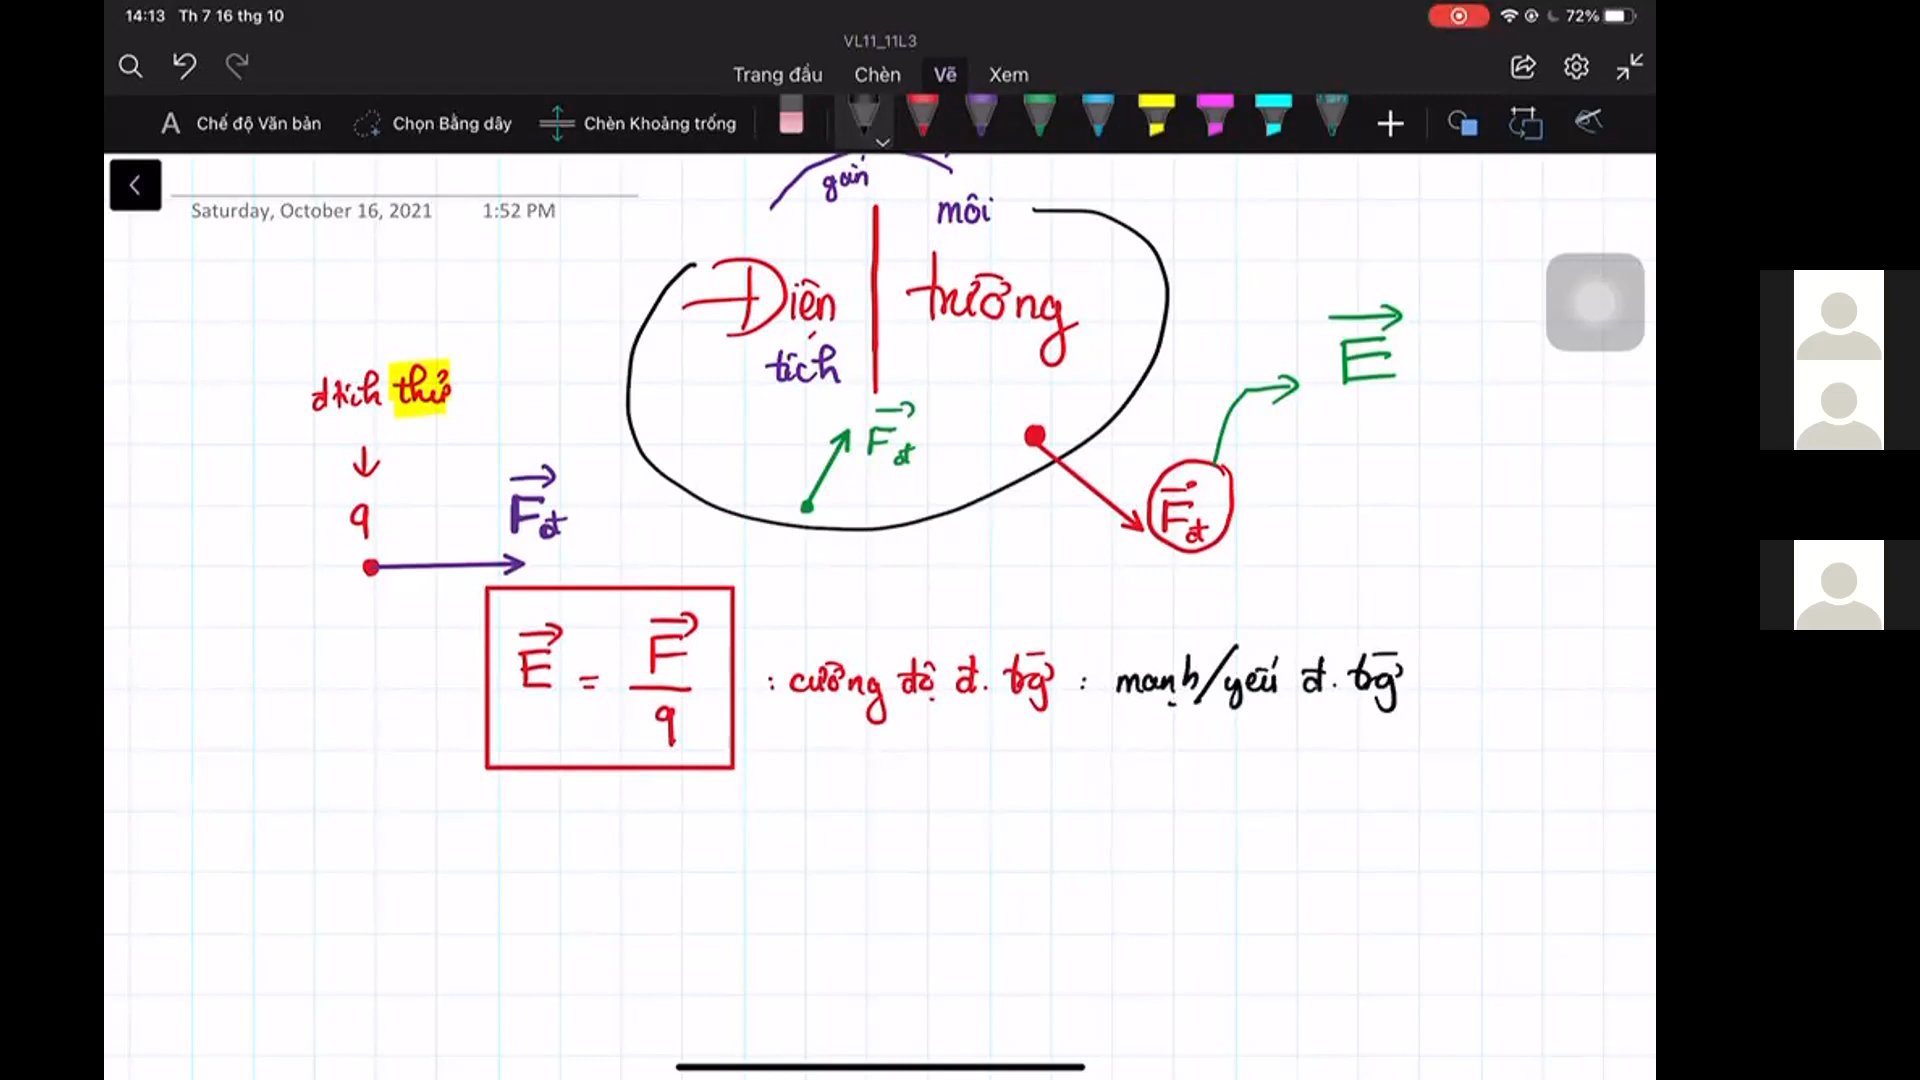 14:13 Th 7 16 thg 10
72%
VL11_11L3
Trang đầu Chèn Vẽ Xem
Chế độ Văn bản Chọn Bằng dây Chèn Khoảng trống
Saturday, October 16, 2021 1:52 PM
gắn môi
Điện trường
tích
đ tích thử
q
F⃗đ
F⃗đ
F⃗đ
E⃗
E⃗ = F⃗/q : cường độ đ. trg : mạnh/yếu đ. trg